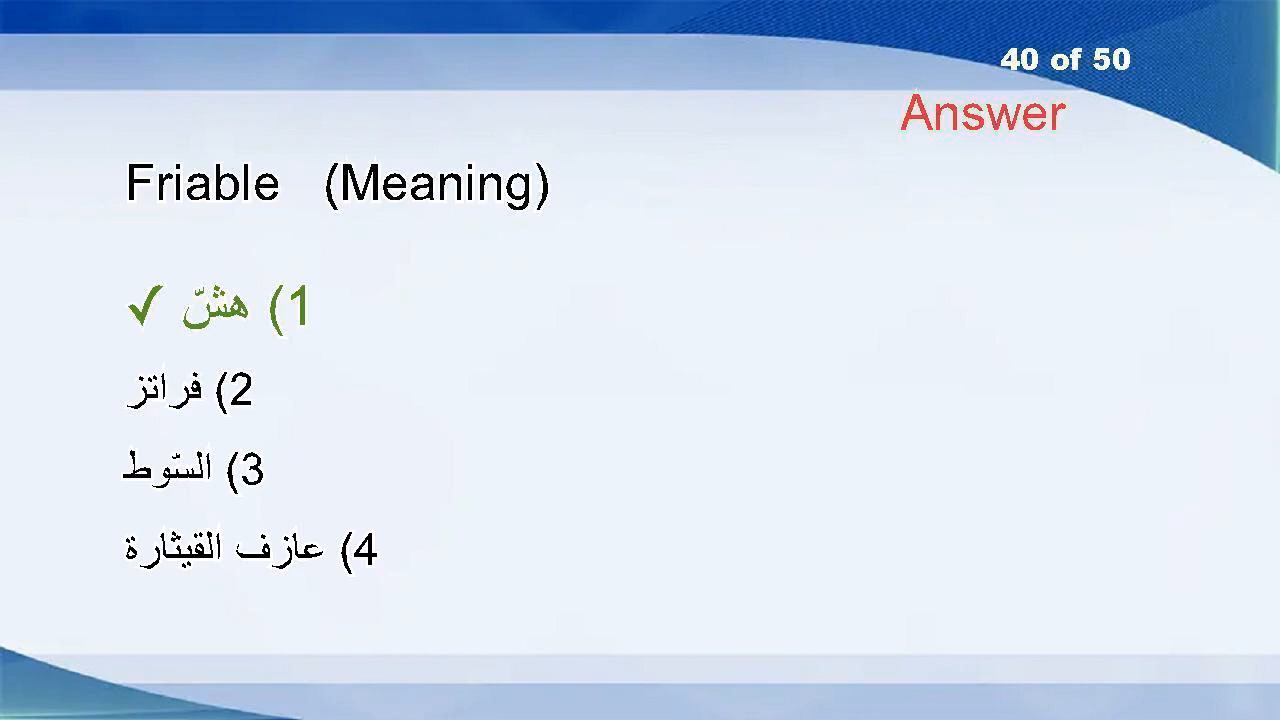 40 of 50
Answer
Friable (Meaning)
1) هشّ ✓
2) فراتز
3) السّوط
4) عازف القيثارة